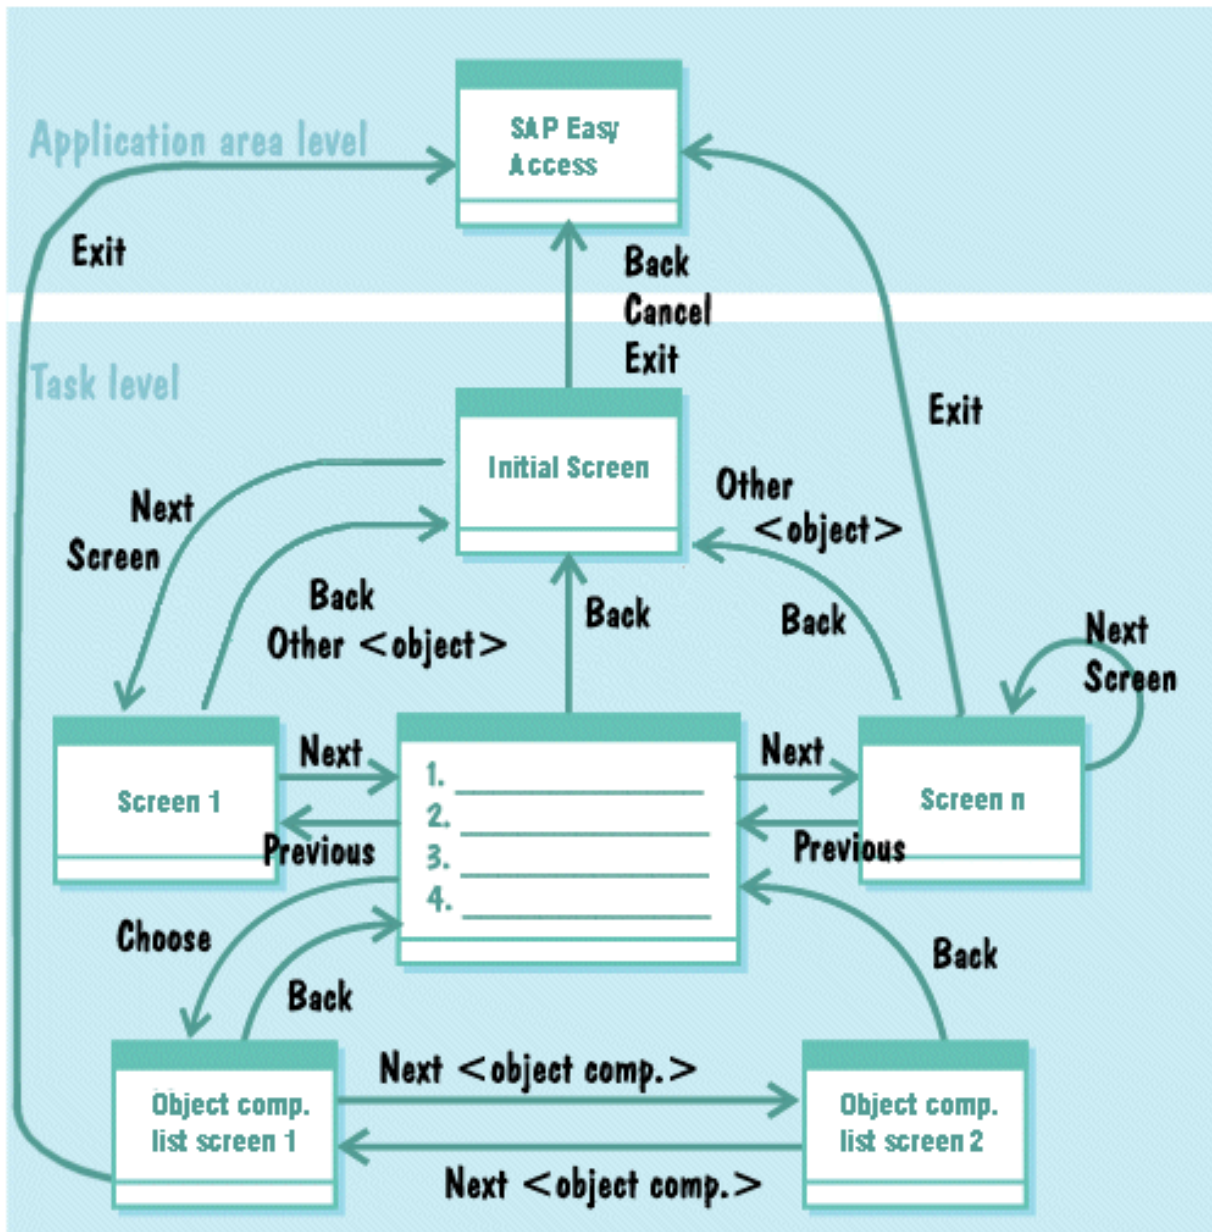 SAP Easy
Access
Application area level
Exit
Back
Cancel
Exit
Task level
Exit
Initial Screen
Other
<object>
Next
Screen
Back
Other <object>
Back
Back
Next
Screen
Next
Next
Screen 1
1.
2.
3.
4.
Screen n
Previous
Previous
Choose
Back
Back
Next <object comp.>
Object comp.
list screen 1
Object comp.
list screen 2
Next <object comp.>